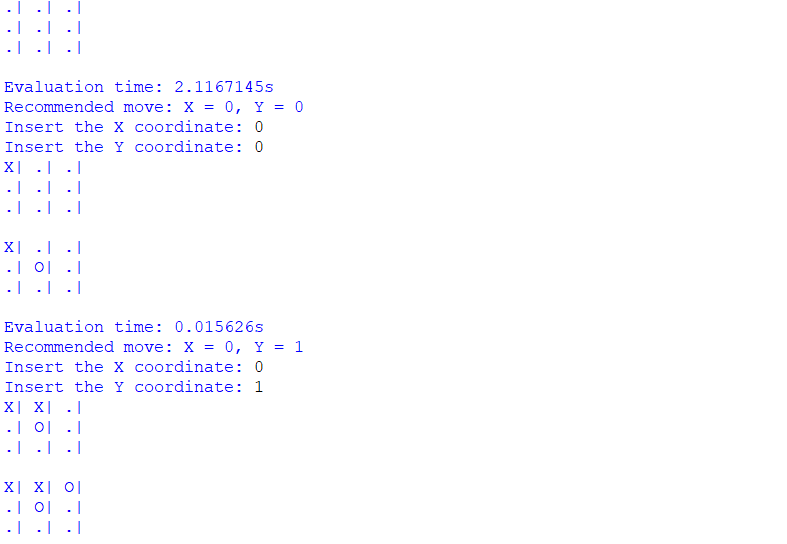 .| .| .|
.| .| .|
.| .| .|
Evaluation time: 2.1167145s
Recommended move: X = 0, Y = 0
Insert the X coordinate: 0
Insert the Y coordinate: 0
X| .| .|
.| .| .|
.| .| .|
X| .| .|
.| O| .|
.| .| .|
Evaluation time: 0.015626s
Recommended move: X = 0, Y = 1
Insert the X coordinate: 0
Insert the Y coordinate: 1
X| X| .|
.| O| .|
.| .| .|
X| X| O|
.| O| .|
.| .| .|